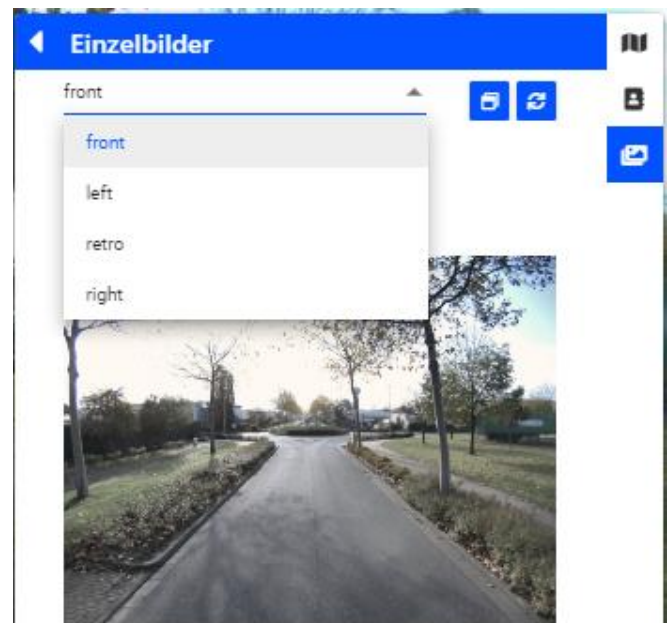 Einzelbilder
front
front
left
retro
right